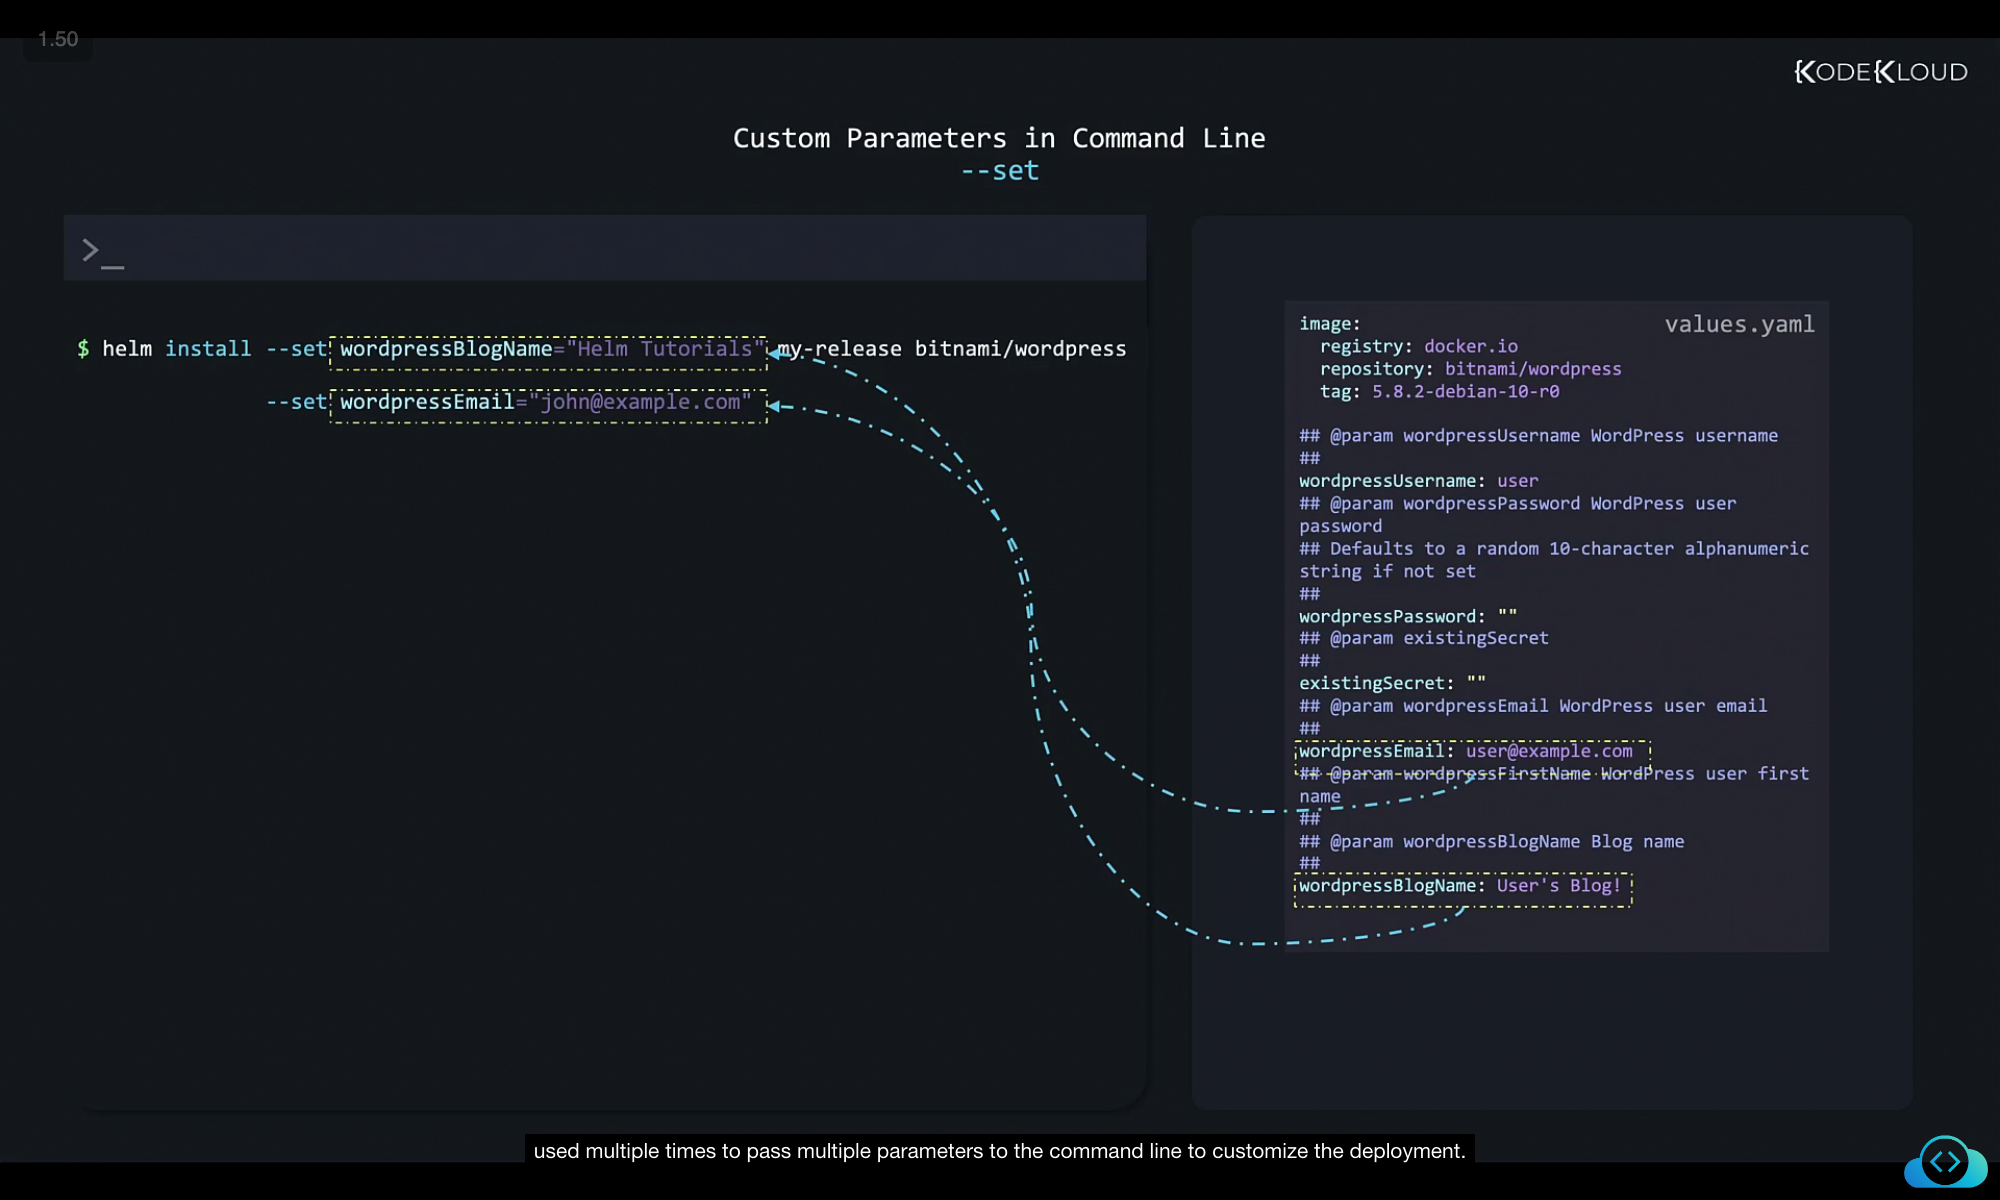 1.50
KODEKLOUD
Custom Parameters in Command Line
--set
>_
$ helm install --set wordpressBlogName="Helm Tutorials" my-release bitnami/wordpress
--set wordpressEmail="john@example.com"
values.yaml
image:
registry: docker.io
repository: bitnami/wordpress
tag: 5.8.2-debian-10-r0
## @param wordpressUsername WordPress username
##
wordpressUsername: user
## @param wordpressPassword WordPress user
password
## Defaults to a random 10-character alphanumeric
string if not set
##
wordpressPassword: ""
## @param existingSecret
##
existingSecret: ""
## @param wordpressEmail WordPress user email
##
wordpressEmail: user@example.com
## @param wordpressFirstName WordPress user first
name
##
## @param wordpressBlogName Blog name
##
wordpressBlogName: User's Blog!
used multiple times to pass multiple parameters to the command line to customize the deployment.